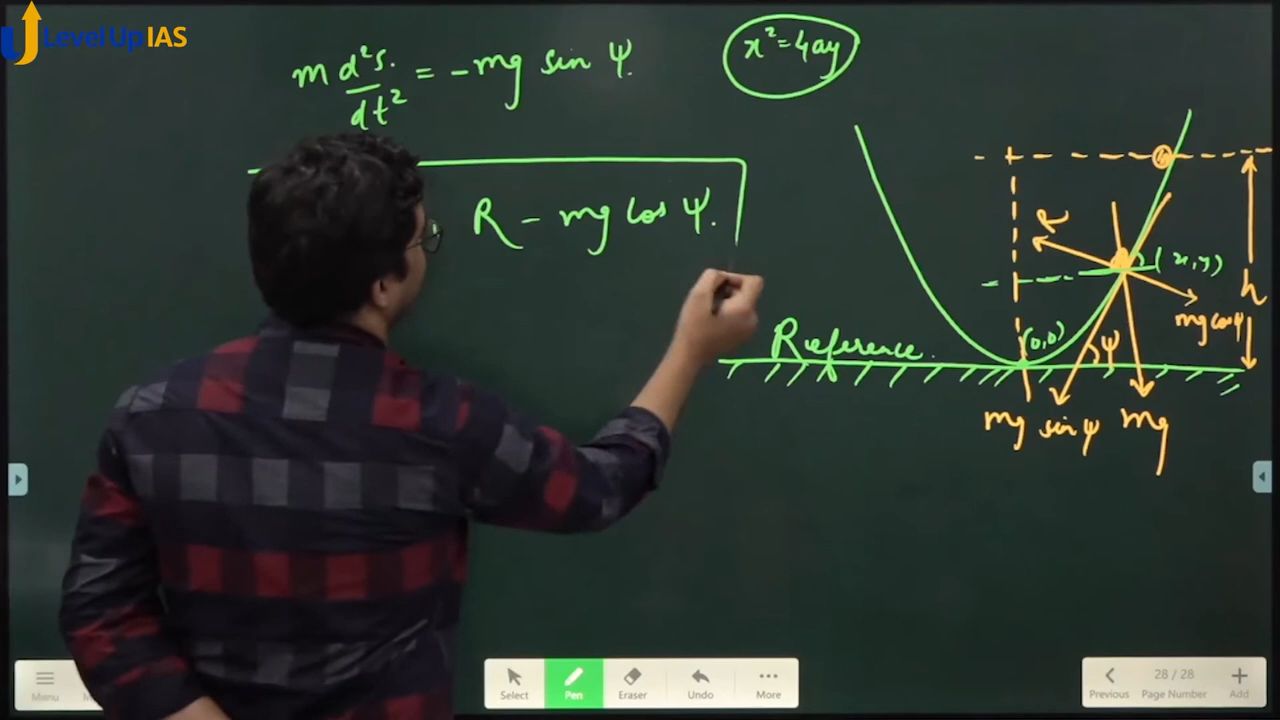 Level Up IAS
m d²s. / dt² = -mg sin ψ.
x² = 4ay
R - mg cos ψ.
R
(x,y)
h
mg cosψ
Reference.
(0,0)
ψ
mg sin ψ
mg
Menu
Select
Pen
Eraser
Undo
More
Previous
28 / 28
Page Number
Add